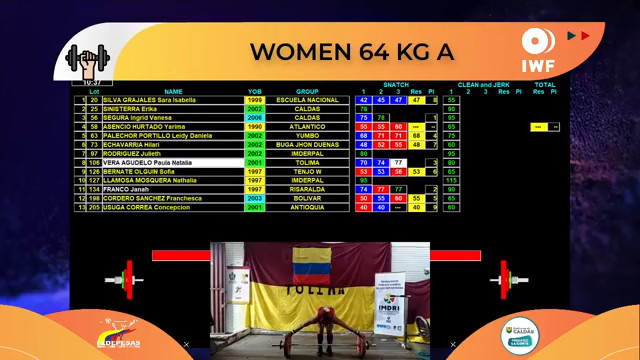 WOMEN 64 KG A
IWF
10:37
SNATCH CLEAN and JERK TOTAL
Lot NAME YOB GROUP 1 2 3 Res Pl 1 2 3 Res Pl Res Pl
1 20 SILVA GRAJALES Sara Isabella 1999 ESCUELA NACIONAL 42 45 47 47 8 55
2 25 SINISTERRA Erika 2002 CALDAS 78 90
3 56 SEGURA Ingrid Vanesa 2006 CALDAS 75 78 1 95
4 58 ASENCIO HURTADO Yarima 1990 ATLANTICO 55 55 60 --- 65 --- --
5 63 PALECHOR PORTILLO Leidy Daniela 2002 YUMBO 68 71 71 68 4 75
6 73 ECHAVARRIA Hilari 2002 BUGA JHON DUENAS 48 52 55 48 7 60
7 97 RODRIGUEZ Julieth 2002 IMDERPAL 80 95
8 106 VERA AGUDELO Paula Natalia 2001 TOLIMA 70 74 77 3 80
9 126 BERNATE OLGUIN Sofia 1997 TENJO W 53 53 56 53 6 65
10 127 LLAMOSA MOSQUERA Nathalia 1997 IMDERPAL 95 115
11 134 FRANCO Janah 1997 RISARALDA 74 77 77 2 90
12 198 CORDERO SANCHEZ Franchesca 2003 BOLIVAR 50 55 60 55 5 65
13 205 USUGA CORREA Concepcion 2001 ANTIOQUIA 40 40 --- 40 9 60
TOLIMA
IMDRI
FEDEPESAS
CALDAS